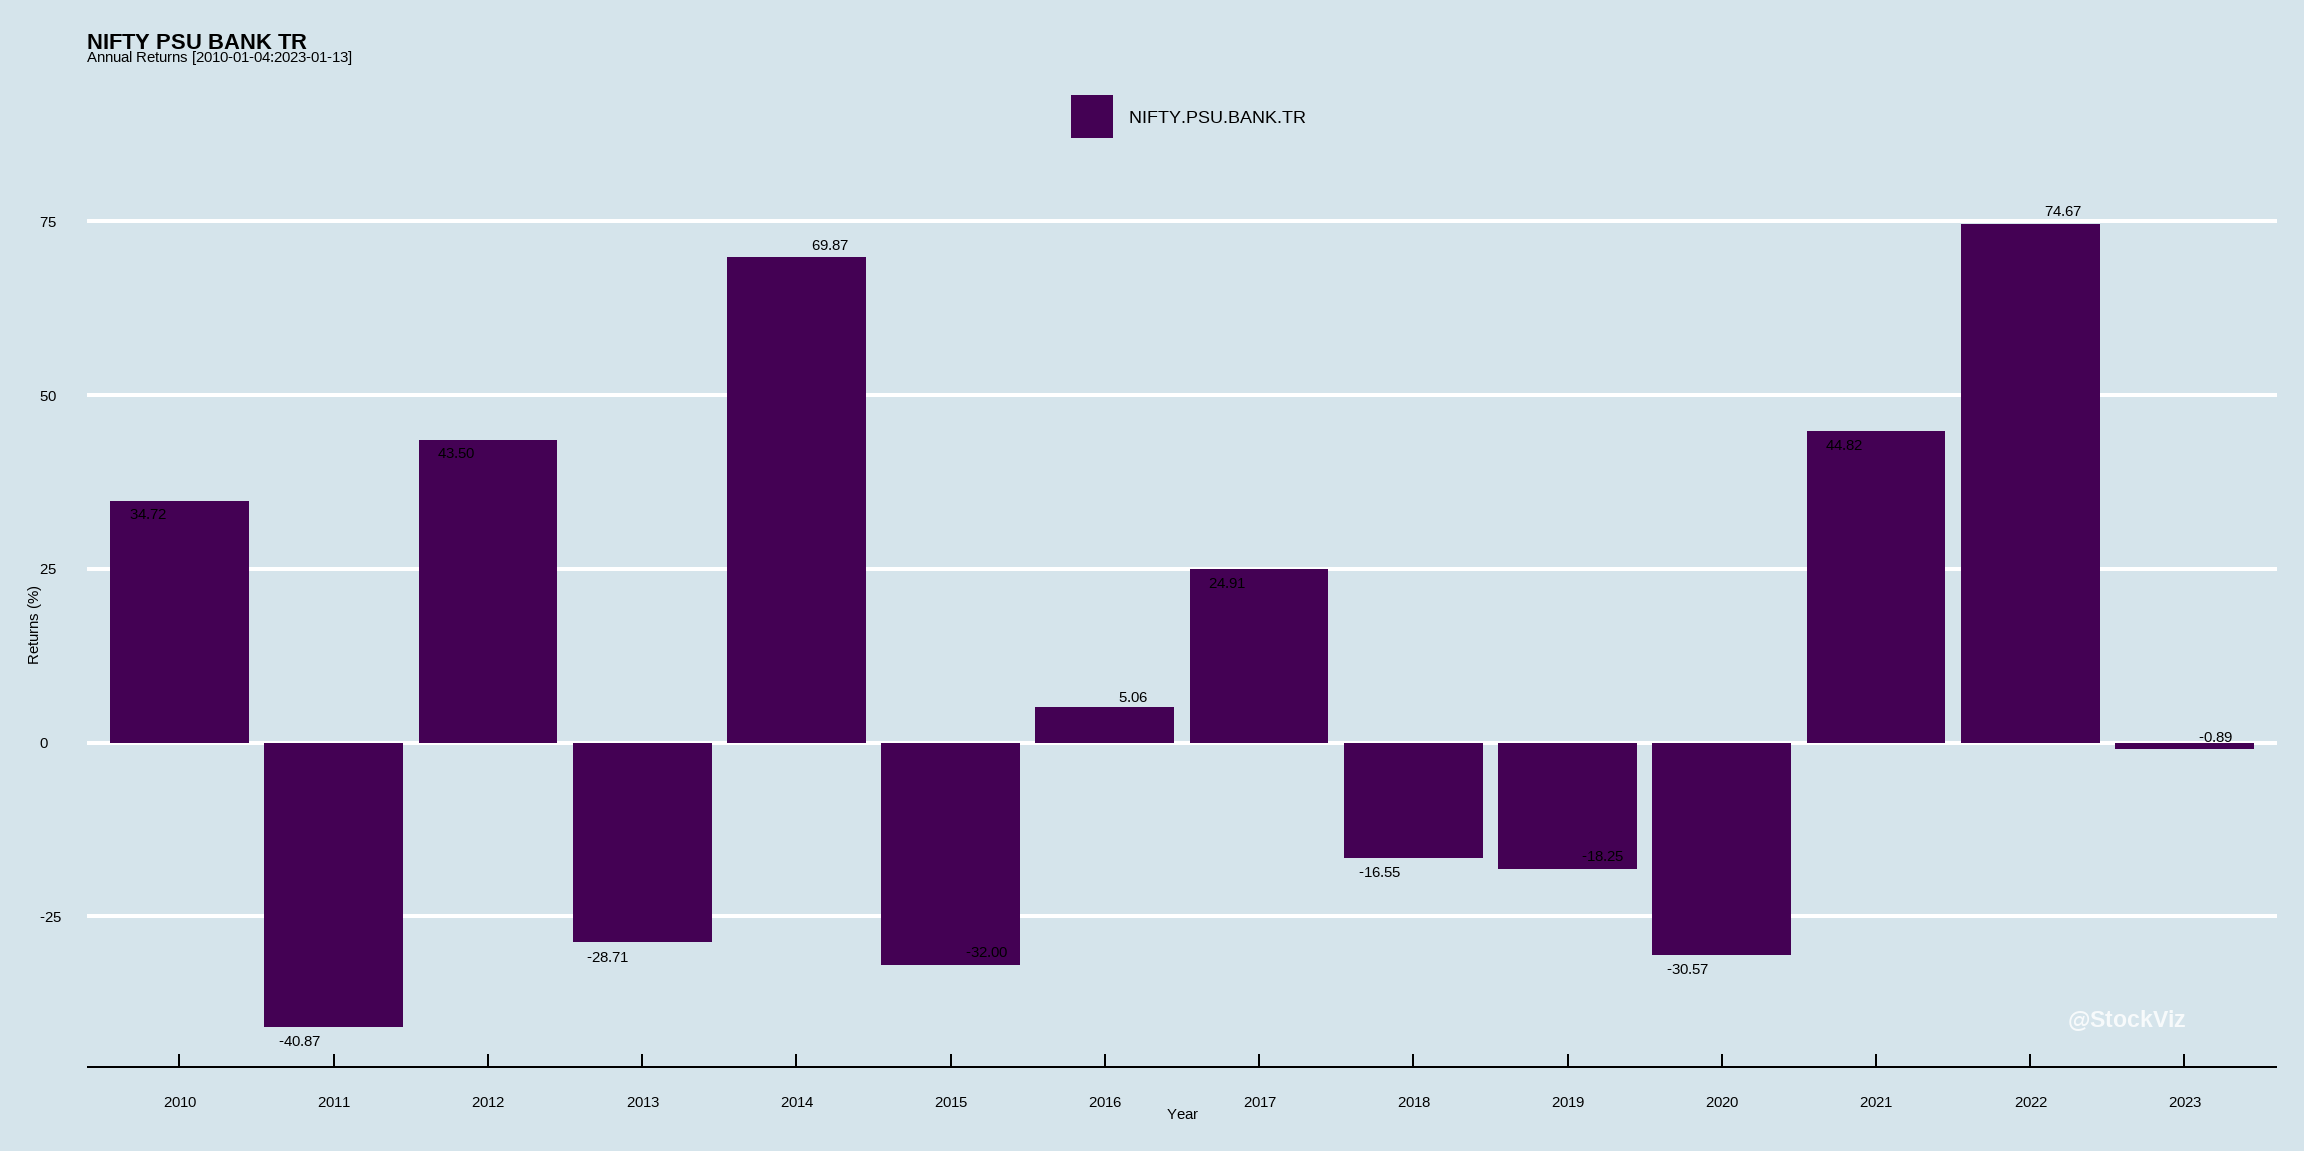 NIFTY PSU BANK TR
Annual Returns [2010-01-04:2023-01-13]
NIFTY.PSU.BANK.TR
75
50
25
0
-25
Returns (%)
34.72
-40.87
43.50
-28.71
69.87
-32.00
5.06
24.91
-16.55
-18.25
-30.57
44.82
74.67
-0.89
@StockViz
2010 2011 2012 2013 2014 2015 2016 2017 2018 2019 2020 2021 2022 2023
Year